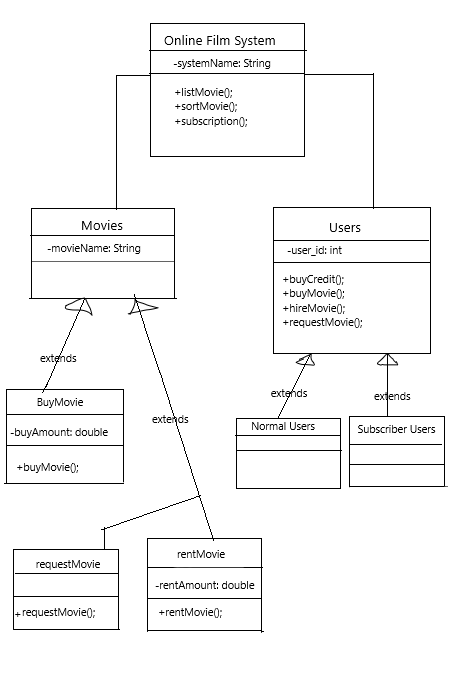 Online Film System
-systemName: String
+listMovie();
+sortMovie();
+subscription();
Movies
-movieName: String
Users
-user_id: int
+buyCredit();
+buyMovie();
+hireMovie();
+requestMovie();
extends
extends
extends
extends
BuyMovie
-buyAmount: double
+buyMovie();
Normal Users
Subscriber Users
requestMovie
+requestMovie();
rentMovie
-rentAmount: double
+rentMovie();